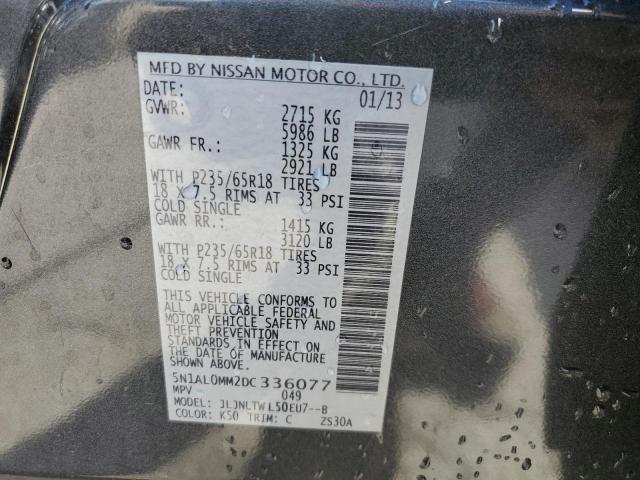 MFD BY NISSAN MOTOR CO., LTD.
DATE: 01/13
GVWR: 2715 KG
5986 LB
GAWR FR.: 1325 KG
2921 LB
WITH P235/65R18 TIRES
18 X 7.5 RIMS AT 33 PSI
COLD SINGLE
GAWR RR.: 1415 KG
3120 LB
WITH P235/65R18 TIRES
18 X 7.5 RIMS AT 33 PSI
COLD SINGLE
THIS VEHICLE CONFORMS TO
ALL APPLICABLE FEDERAL
MOTOR VEHICLE SAFETY AND
THEFT PREVENTION
STANDARDS IN EFFECT ON
THE DATE OF MANUFACTURE
SHOWN ABOVE.
5N1AL0MM2DC336077
MPV 049
MODEL: JLJNLTWL50EU7--B
COLOR: K50 TRIM: C ZS30A